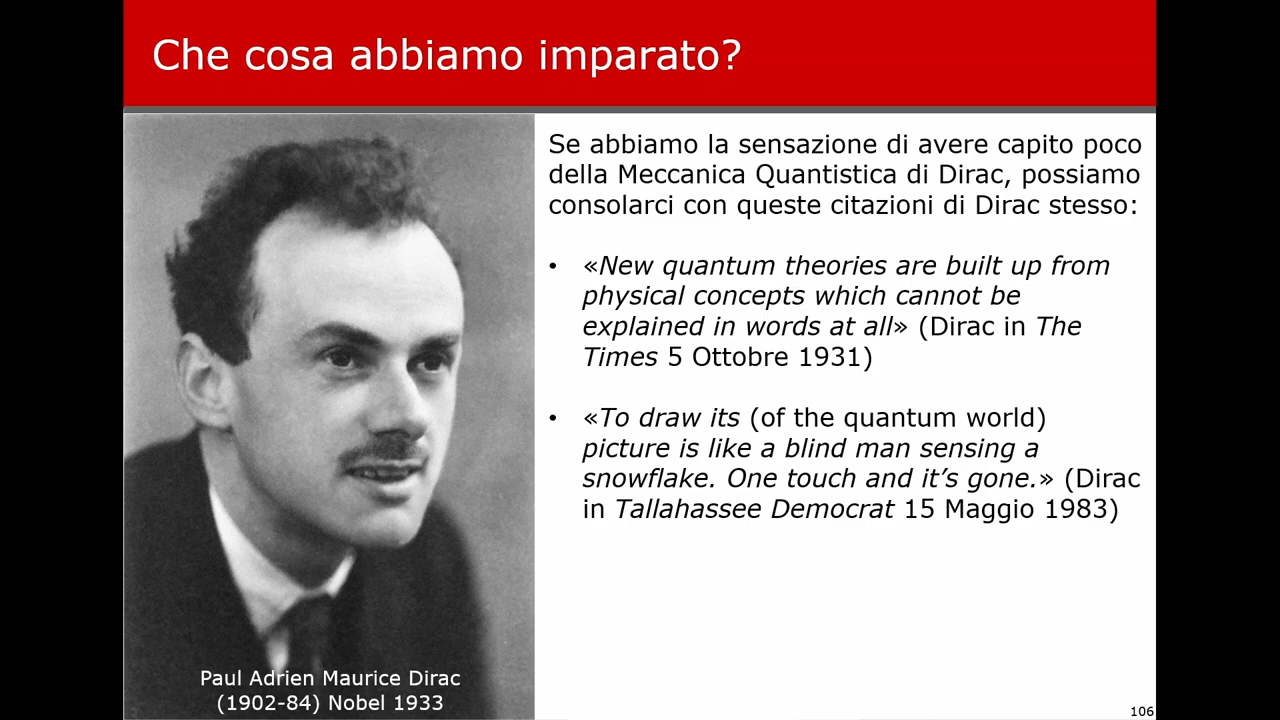 Che cosa abbiamo imparato?
Se abbiamo la sensazione di avere capito poco
della Meccanica Quantistica di Dirac, possiamo
consolarci con queste citazioni di Dirac stesso:
• «New quantum theories are built up from
physical concepts which cannot be
explained in words at all» (Dirac in The
Times 5 Ottobre 1931)
• «To draw its (of the quantum world)
picture is like a blind man sensing a
snowflake. One touch and it’s gone.» (Dirac
in Tallahassee Democrat 15 Maggio 1983)
Paul Adrien Maurice Dirac
(1902-84) Nobel 1933
106